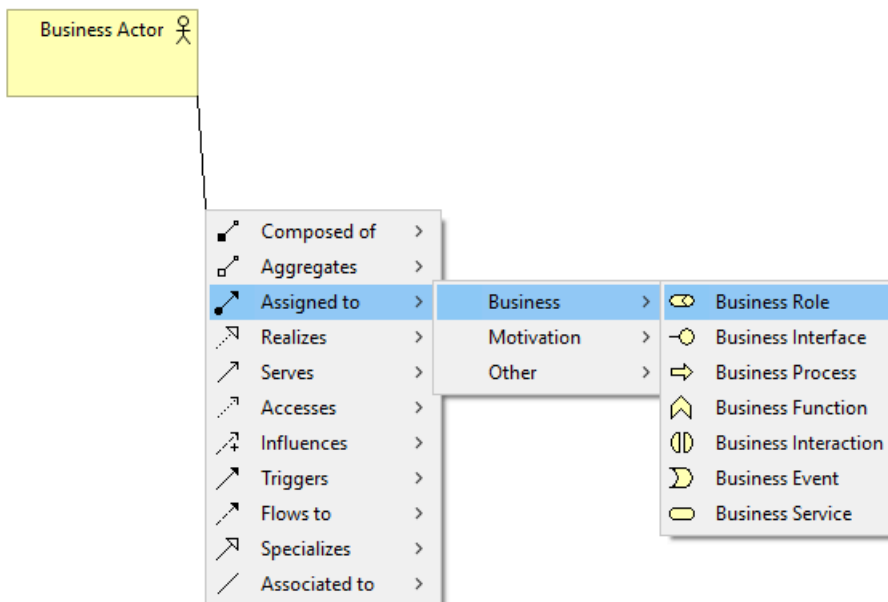 Business Actor
Composed of
Aggregates
Assigned to
Realizes
Serves
Accesses
Influences
Triggers
Flows to
Specializes
Associated to
Business
Motivation
Other
Business Role
Business Interface
Business Process
Business Function
Business Interaction
Business Event
Business Service